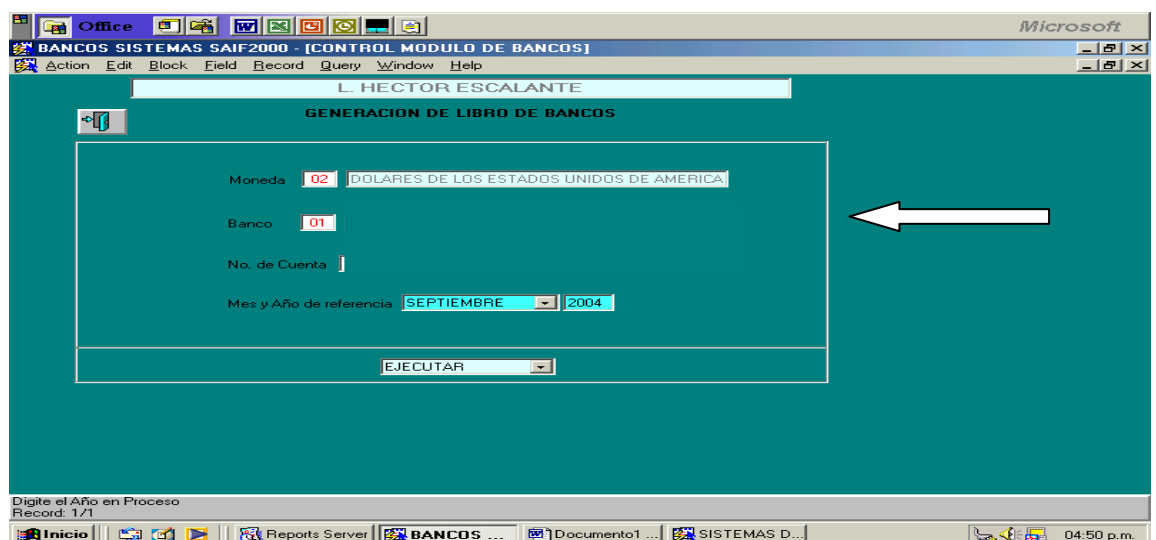 Office Microsoft
BANCOS SISTEMAS SAIF2000 - [CONTROL MODULO DE BANCOS]
Action Edit Block Field Record Query Window Help
L. HECTOR ESCALANTE
GENERACION DE LIBRO DE BANCOS
Moneda 02 DOLARES DE LOS ESTADOS UNIDOS DE AMERICA
Banco 01
No. de Cuenta
Mes y Año de referencia SEPTIEMBRE 2004
EJECUTAR
Digite el Año en Proceso
Record: 1/1
Inicio Reports Server BANCOS ... Documento1 ... SISTEMAS D... 04:50 p.m.